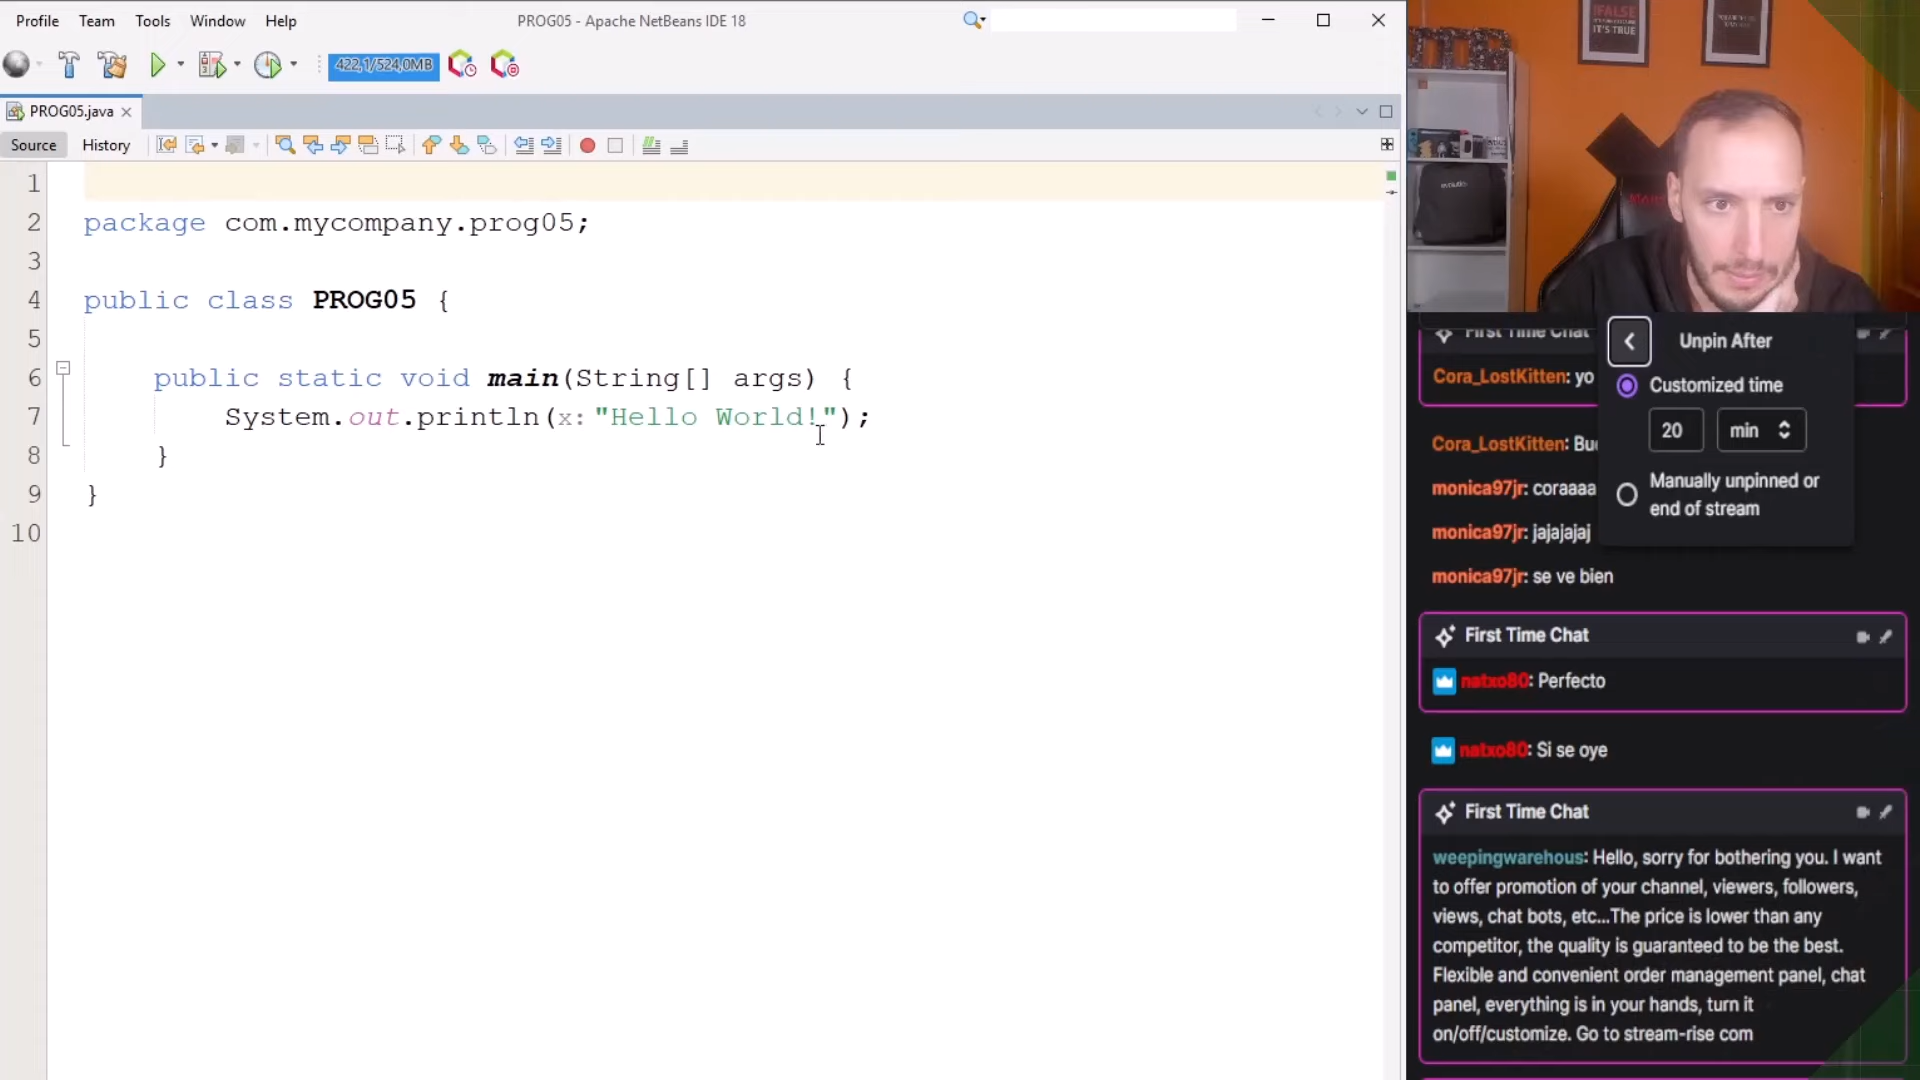 Profile Team Tools Window Help
PROG05 - Apache NetBeans IDE 18
422,1/524,0MB
PROG05.java
Source History
1
2 package com.mycompany.prog05;
3
4 public class PROG05 {
5
6 public static void main(String[] args) {
7 System.out.println(x: "Hello World!");
8 }
9 }
10
!FALSE
IT'S TRUE
First Time Chat
Cora_LostKitten: yo
Unpin After
Customized time
20 min
Manually unpinned or
end of stream
Cora_LostKitten:
monica97jr: coraaaa
monica97jr: jajajajaj
monica97jr: se ve bien
First Time Chat
natxo80: Perfecto
natxo80: Si se oye
First Time Chat
weepingwarehous: Hello, sorry for bothering you. I want
to offer promotion of your channel, viewers, followers,
views, chat bots, etc...The price is lower than any
competitor, the quality is guaranteed to be the best.
Flexible and convenient order management panel, chat
panel, everything is in your hands, turn it
on/off/customize. Go to stream-rise com